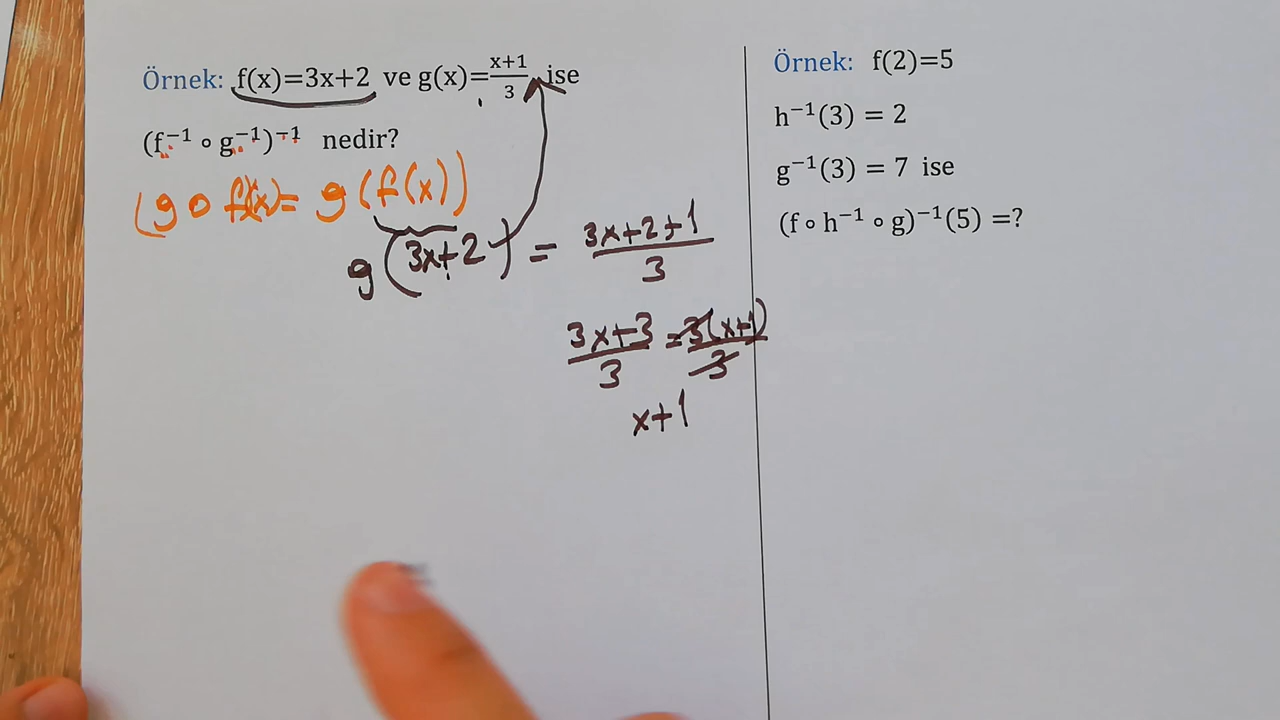 Örnek: f(x)=3x+2 ve g(x)=x+1/3 ise
(f⁻¹ ∘ g⁻¹)⁻¹ nedir?
(g o f(x)= g(f(x))
g(3x+2) = 3x+2+1/3
3x+3/3 = 3(x+1)/3
x+1
Örnek: f(2)=5
h⁻¹(3) = 2
g⁻¹(3) = 7 ise
(f ∘ h⁻¹ ∘ g)⁻¹(5) =?